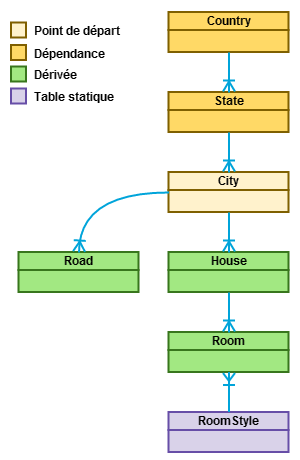 Country
Point de départ
Dépendance
Dérivée
Table statique
State
City
Road
House
Room
RoomStyle